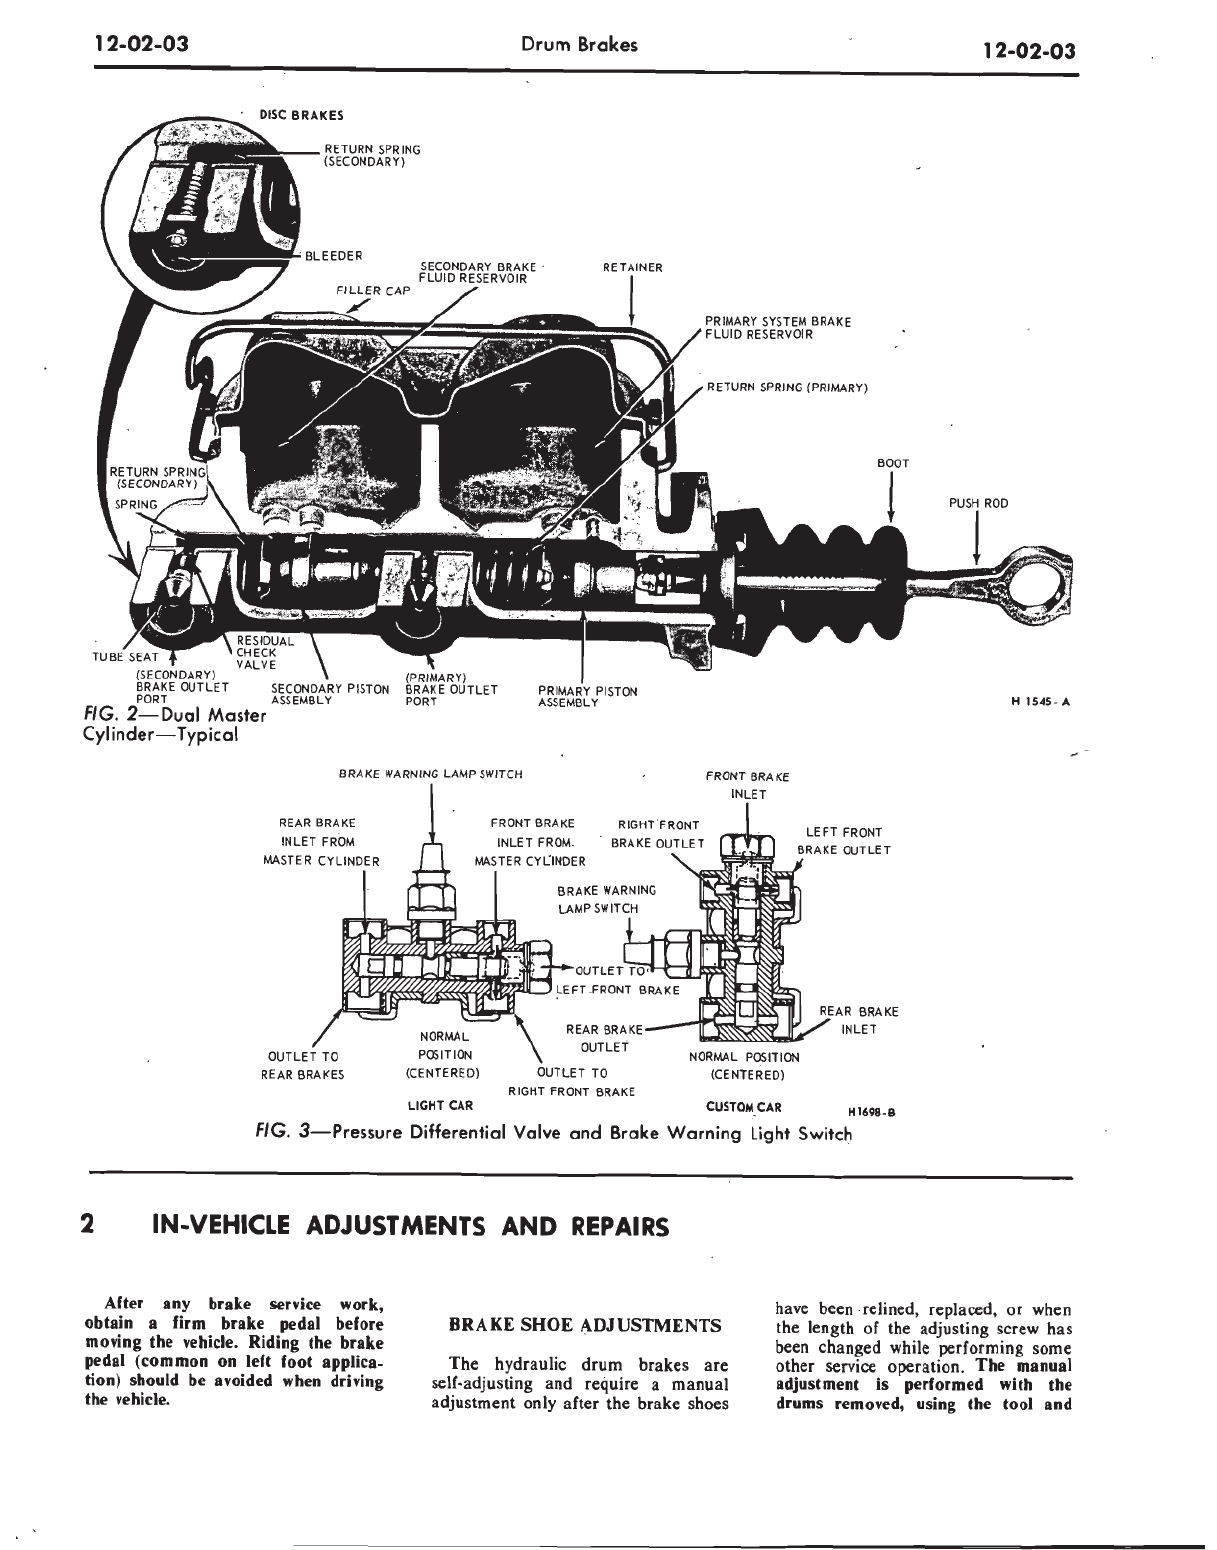 12-02-03
Drum Brakes
12-02-03
DISC BRAKES
RETURN SPRING
(SECONDARY)
BLEEDER
SECONDARY BRAKE
FLUID RESERVOIR
RETAINER
FILLER CAP
PRIMARY SYSTEM BRAKE
FLUID RESERVOIR
RETURN SPRING (PRIMARY)
BOOT
RETURN SPRING
(SECONDARY)
SPRING
PUSH ROD
TUBE SEAT
RESIDUAL
CHECK
VALVE
(SECONDARY)
BRAKE OUTLET
PORT
SECONDARY PISTON
ASSEMBLY
(PRIMARY)
BRAKE OUTLET
PORT
PRIMARY PISTON
ASSEMBLY
H 1545-A
FIG. 2—Dual Master
Cylinder—Typical
BRAKE WARNING LAMP SWITCH
FRONT BRAKE
INLET
REAR BRAKE
INLET FROM
MASTER CYLINDER
FRONT BRAKE
INLET FROM
MASTER CYLINDER
RIGHT FRONT
BRAKE OUTLET
LEFT FRONT
BRAKE OUTLET
BRAKE WARNING
LAMP SWITCH
OUTLET TO
LEFT FRONT BRAKE
REAR BRAKE
OUTLET
REAR BRAKE
INLET
OUTLET TO
REAR BRAKES
NORMAL
POSITION
(CENTERED)
OUTLET TO
RIGHT FRONT BRAKE
NORMAL POSITION
(CENTERED)
LIGHT CAR
CUSTOM CAR
H1698-B
FIG. 3—Pressure Differential Valve and Brake Warning Light Switch
2 IN-VEHICLE ADJUSTMENTS AND REPAIRS
After any brake service work,
obtain a firm brake pedal before
moving the vehicle. Riding the brake
pedal (common on left foot applica-
tion) should be avoided when driving
the vehicle.
BRAKE SHOE ADJUSTMENTS
The hydraulic drum brakes are
self-adjusting and require a manual
adjustment only after the brake shoes
have been relined, replaced, or when
the length of the adjusting screw has
been changed while performing some
other service operation. The manual
adjustment is performed with the
drums removed, using the tool and